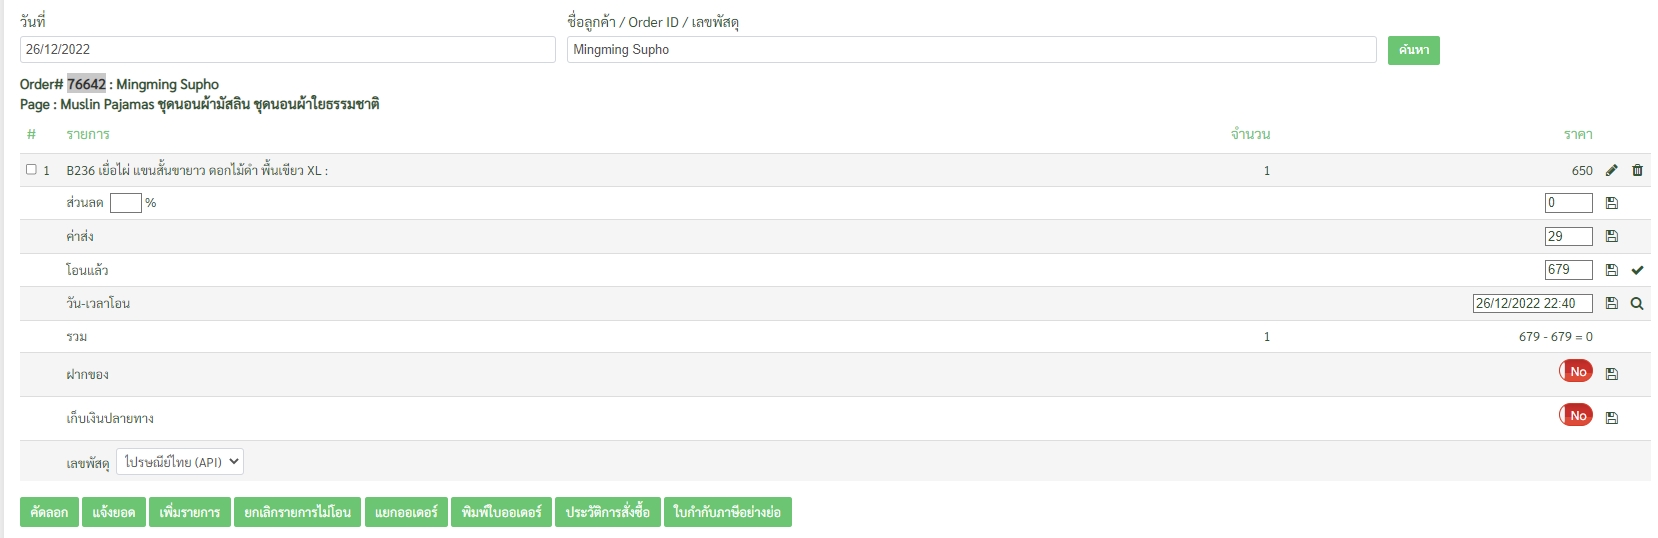 วันที่ ชื่อลูกค้า / Order ID / เลขพัสดุ
26/12/2022 Mingming Supho ค้นหา
Order# 76642 : Mingming Supho
Page : Muslin Pajamas ชุดนอนผ้ามัสลิน ชุดนอนผ้าใยธรรมชาติ
# รายการ จำนวน ราคา
1 B236 เยื่อไผ่ แขนสั้นขายาว ดอกไม้ดำ พื้นเขียว XL : 1 650
ส่วนลด % 0
ค่าส่ง 29
โอนแล้ว 679
วัน-เวลาโอน 26/12/2022 22:40
รวม 1 679 - 679 = 0
ฝากของ No
เก็บเงินปลายทาง No
เลขพัสดุ ไปรษณีย์ไทย (API)
คัดลอก แจ้งยอด เพิ่มรายการ ยกเลิกรายการไม่โอน แยกออเดอร์ พิมพ์ใบออเดอร์ ประวัติการสั่งซื้อ ใบกำกับภาษีอย่างย่อ